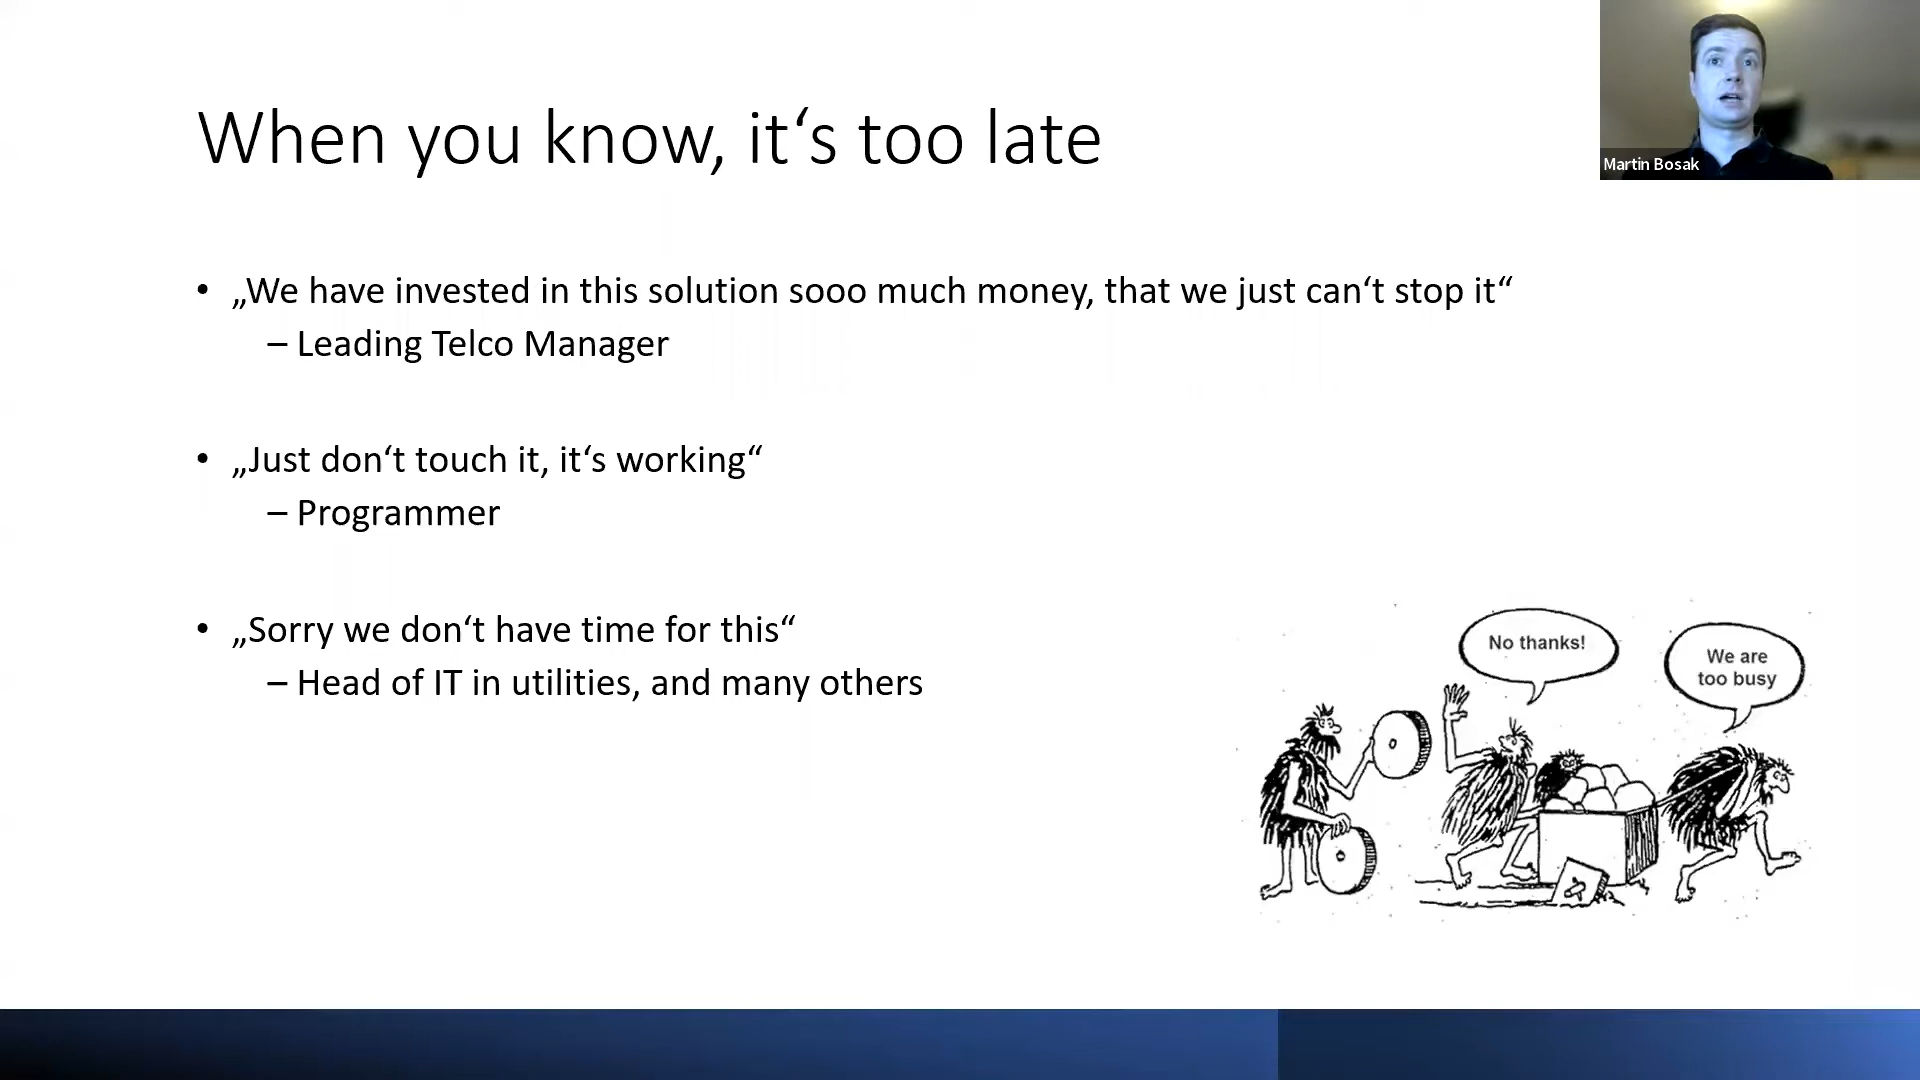 When you know, it‘s too late
Martin Bosak
• „We have invested in this solution sooo much money, that we just can‘t stop it“
– Leading Telco Manager
• „Just don‘t touch it, it‘s working“
– Programmer
• „Sorry we don‘t have time for this“
– Head of IT in utilities, and many others
No thanks!
We are
too busy